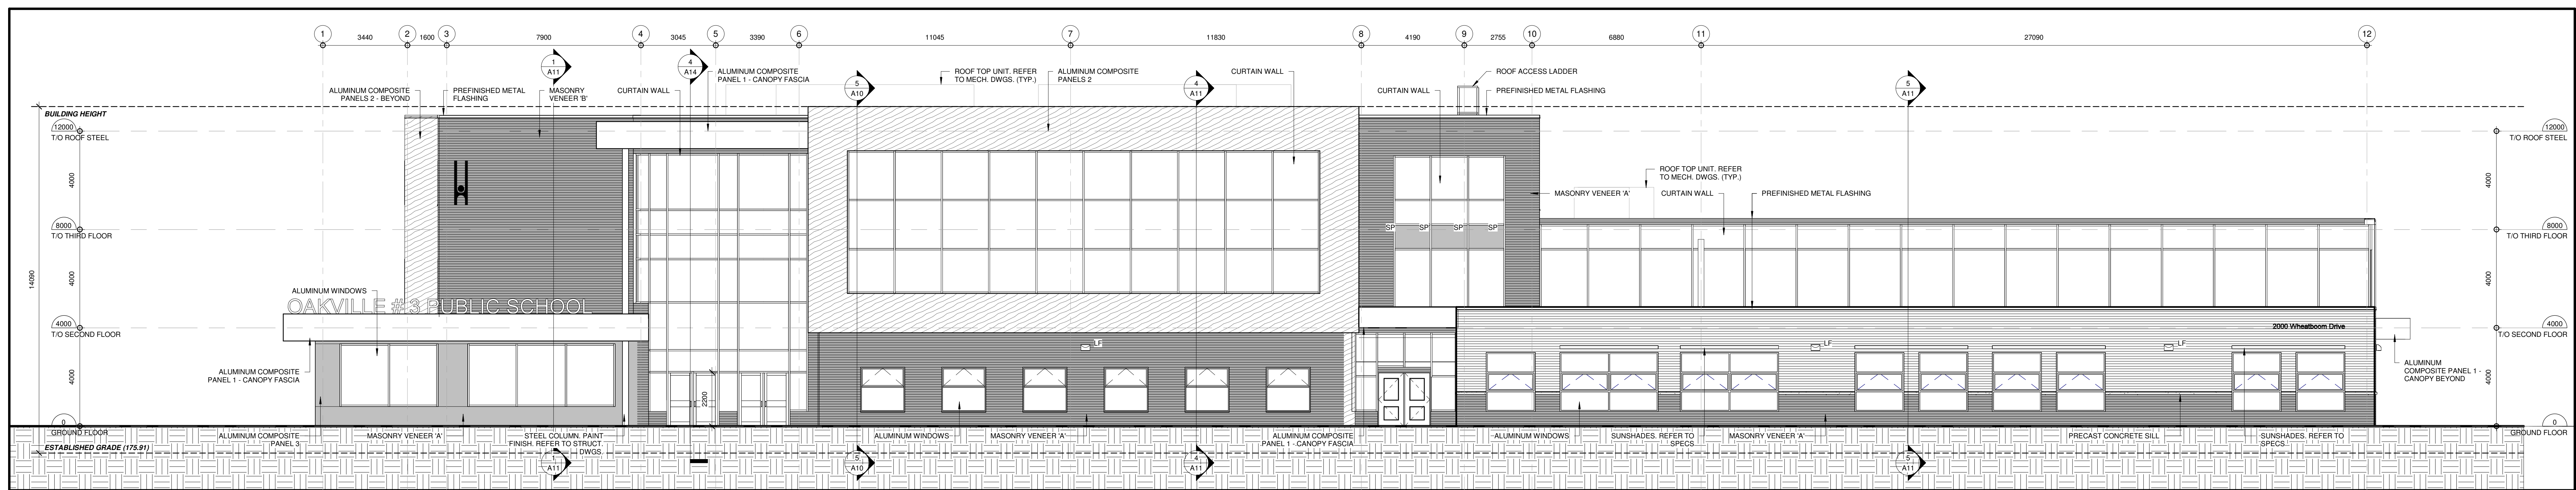 1
2
3
4
5
6
7
8
9
10
11
12
3440
1600
7900
3045
3390
11045
11830
4190
2755
6880
27090
1
A11
4
A14
5
A10
4
A11
5
A11
ALUMINUM COMPOSITE
PANEL 1 - CANOPY FASCIA
ROOF TOP UNIT. REFER
TO MECH. DWGS. (TYP.)
ALUMINUM COMPOSITE
PANELS 2
CURTAIN WALL
ROOF ACCESS LADDER
ALUMINUM COMPOSITE
PANELS 2 - BEYOND
PREFINISHED METAL
FLASHING
MASONRY
VENEER 'B'
CURTAIN WALL
CURTAIN WALL
PREFINISHED METAL FLASHING
BUILDING HEIGHT
12000
T/O ROOF STEEL
12000
T/O ROOF STEEL
4000
4000
ROOF TOP UNIT. REFER
TO MECH. DWGS. (TYP.)
MASONRY VENEER 'A'
CURTAIN WALL
PREFINISHED METAL FLASHING
8000
T/O THIRD FLOOR
SP
SP
SP
SP
8000
T/O THIRD FLOOR
14090
4000
4000
ALUMINUM WINDOWS
OAKVILLE #3 PUBLIC SCHOOL
4000
T/O SECOND FLOOR
2000 Wheatboom Drive
4000
T/O SECOND FLOOR
LF
LF
LF
ALUMINUM COMPOSITE
PANEL 1 - CANOPY FASCIA
4000
ALUMINUM
COMPOSITE PANEL 1 -
CANOPY BEYOND
4000
2200
0
GROUND FLOOR
0
GROUND FLOOR
ALUMINUM COMPOSITE
PANEL 3
MASONRY VENEER 'A'
STEEL COLUMN. PAINT
FINISH. REFER TO STRUCT.
DWGS.
ALUMINUM WINDOWS
MASONRY VENEER 'A'
ALUMINUM COMPOSITE
PANEL 1 - CANOPY FASCIA
ALUMINUM WINDOWS
SUNSHADES. REFER TO
SPECS
MASONRY VENEER 'A'
PRECAST CONCRETE SILL
SUNSHADES. REFER TO
SPECS
ESTABLISHED GRADE (175.91)
1
A11
5
A10
4
A11
5
A11